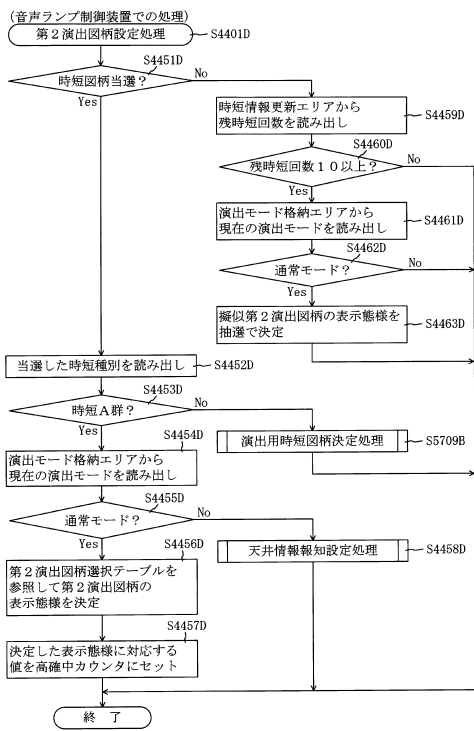 (音声ランプ制御装置での処理)
第2演出図柄設定処理
S4401D
時短図柄当選？
S4451D
No
Yes
時短情報更新エリアから
残時短回数を読み出し
S4459D
残時短回数10以上？
S4460D
No
Yes
演出モード格納エリアから
現在の演出モードを読み出し
S4461D
通常モード？
S4462D
No
Yes
擬似第2演出図柄の表示態様を
抽選で決定
S4463D
当選した時短種別を読み出し
S4452D
時短A群？
S4453D
No
Yes
演出用時短図柄決定処理
S5709B
演出モード格納エリアから
現在の演出モードを読み出し
S4454D
通常モード？
S4455D
No
Yes
天井情報報知設定処理
S4458D
第2演出図柄選択テーブルを
参照して第2演出図柄の
表示態様を決定
S4456D
決定した表示態様に対応する
値を高確中カウンタにセット
S4457D
終 了